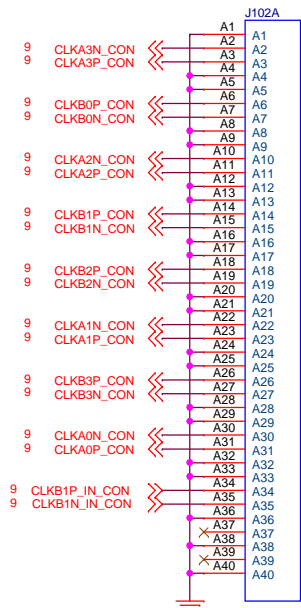 J102A
A1 A1
9 CLKA3N_CON A2 A2
9 CLKA3P_CON A3 A3
A4 A4
A5 A5
9 CLKB0P_CON A6 A6
9 CLKB0N_CON A7 A7
A8 A8
A9 A9
9 CLKA2N_CON A10 A10
9 CLKA2P_CON A11 A11
A12 A12
A13 A13
9 CLKB1P_CON A14 A14
9 CLKB1N_CON A15 A15
A16 A16
A17 A17
9 CLKB2P_CON A18 A18
9 CLKB2N_CON A19 A19
A20 A20
A21 A21
9 CLKA1N_CON A22 A22
9 CLKA1P_CON A23 A23
A24 A24
A25 A25
9 CLKB3P_CON A26 A26
9 CLKB3N_CON A27 A27
A28 A28
A29 A29
9 CLKA0N_CON A30 A30
9 CLKA0P_CON A31 A31
A32 A32
A33 A33
9 CLKB1P_IN_CON A34 A34
9 CLKB1N_IN_CON A35 A35
A36 A36
A37 A37
A38 A38
A39 A39
A40 A40